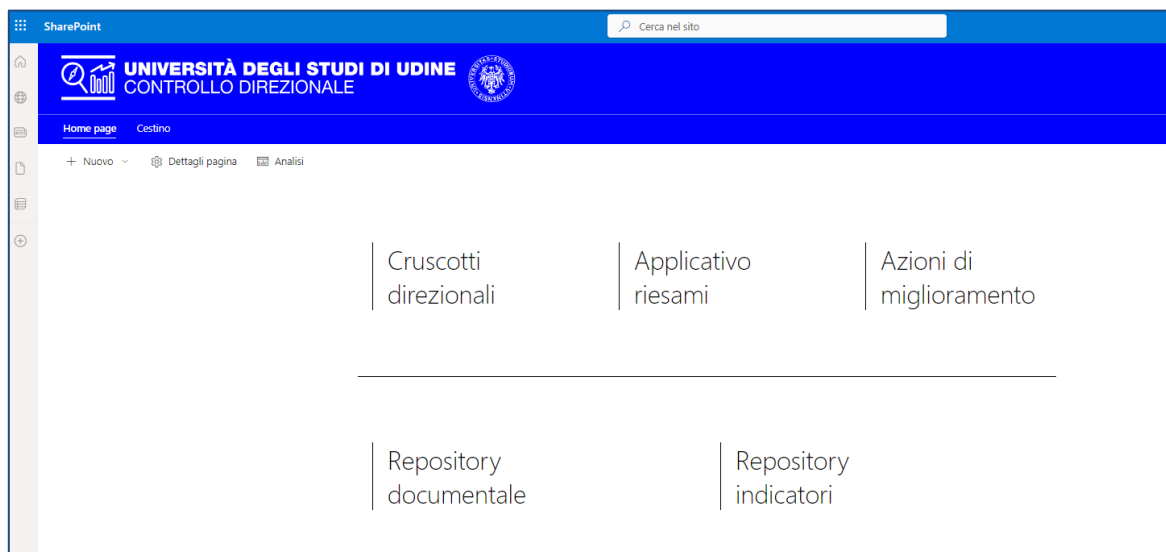 SharePoint
Cerca nel sito
UNIVERSITÀ DEGLI STUDI DI UDINE
CONTROLLO DIREZIONALE
Home page Cestino
Nuovo Dettagli pagina Analisi
Cruscotti
direzionali
Applicativo
riesami
Azioni di
miglioramento
Repository
documentale
Repository
indicatori